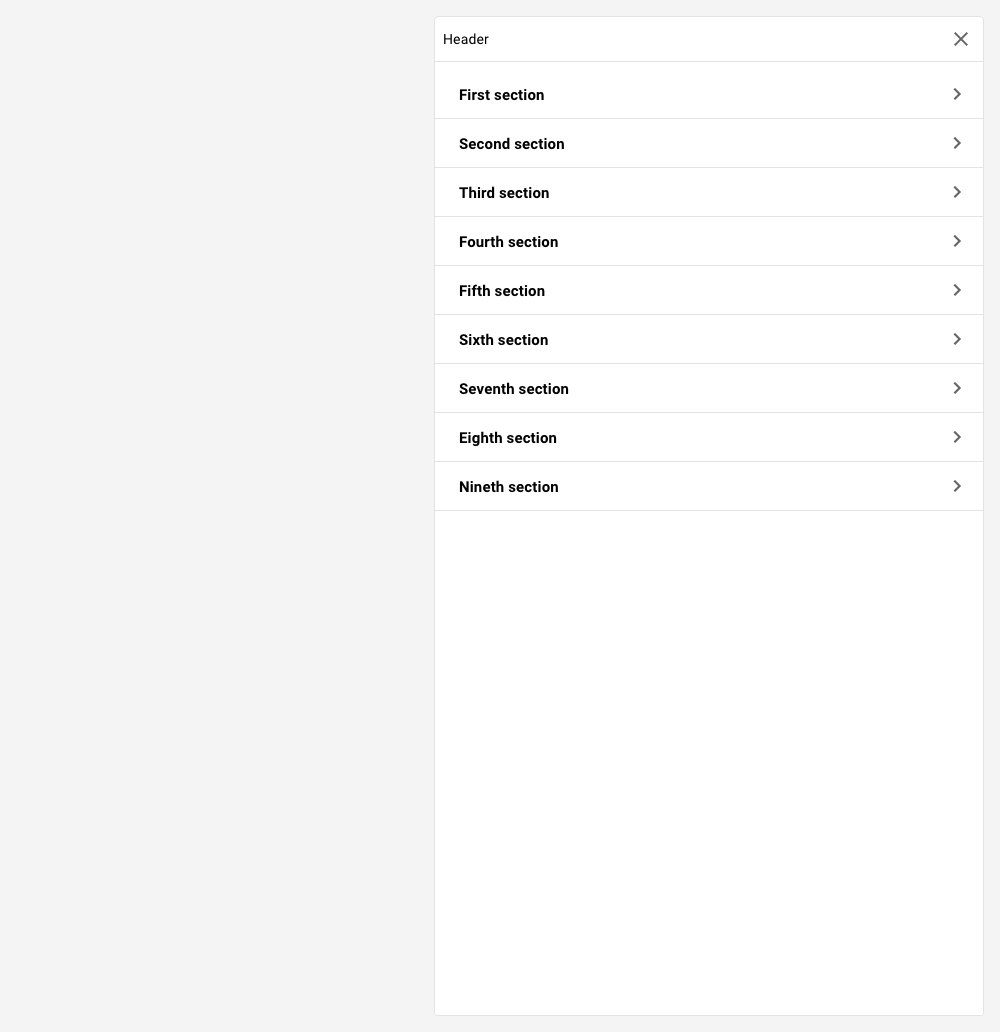 Header
First section
Second section
Third section
Fourth section
Fifth section
Sixth section
Seventh section
Eighth section
Nineth section